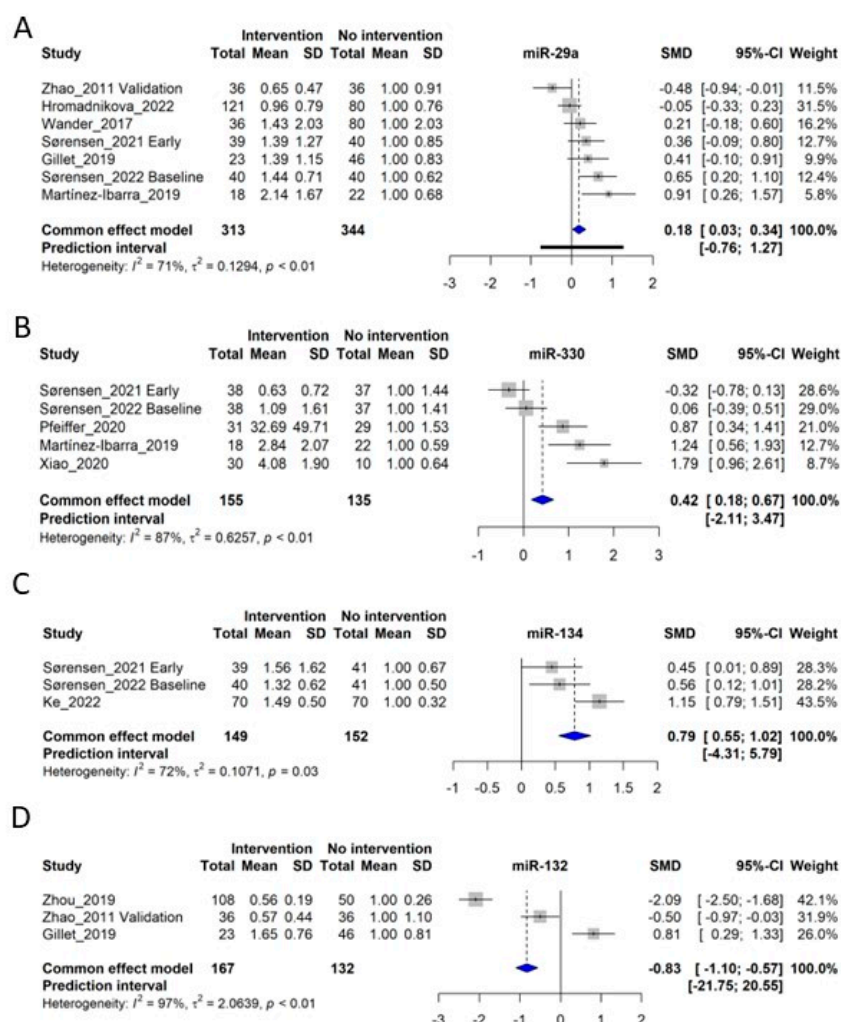 A
Intervention No intervention
Study Total Mean SD Total Mean SD miR-29a SMD 95%-CI Weight
Zhao_2011 Validation 36 0.65 0.47 36 1.00 0.91 -0.48 [-0.94; -0.01] 11.5%
Hromadnikova_2022 121 0.96 0.79 80 1.00 0.76 -0.05 [-0.33; 0.23] 31.5%
Wander_2017 36 1.43 2.03 80 1.00 2.03 0.21 [-0.18; 0.60] 16.2%
Sørensen_2021 Early 39 1.39 1.27 40 1.00 0.85 0.36 [-0.09; 0.80] 12.7%
Gillet_2019 23 1.39 1.15 46 1.00 0.83 0.41 [-0.10; 0.91] 9.9%
Sørensen_2022 Baseline 40 1.44 0.71 40 1.00 0.62 0.65 [0.20; 1.10] 12.4%
Martínez-Ibarra_2019 18 2.14 1.67 22 1.00 0.68 0.91 [0.26; 1.57] 5.8%
Common effect model 313 344 0.18 [ 0.03; 0.34] 100.0%
Prediction interval [-0.76; 1.27]
Heterogeneity: I² = 71%, τ² = 0.1294, p < 0.01
-3 -2 -1 0 1 2
B
Intervention No intervention
Study Total Mean SD Total Mean SD miR-330 SMD 95%-CI Weight
Sørensen_2021 Early 38 0.63 0.72 37 1.00 1.44 -0.32 [-0.78; 0.13] 28.6%
Sørensen_2022 Baseline 38 1.09 1.61 37 1.00 1.41 0.06 [-0.39; 0.51] 29.0%
Pfeiffer_2020 31 32.69 49.71 29 1.00 1.53 0.87 [0.34; 1.41] 21.0%
Martínez-Ibarra_2019 18 2.84 2.07 22 1.00 0.59 1.24 [0.56; 1.93] 12.7%
Xiao_2020 30 4.08 1.90 10 1.00 0.64 1.79 [0.96; 2.61] 8.7%
Common effect model 155 135 0.42 [ 0.18; 0.67] 100.0%
Prediction interval [-2.11; 3.47]
Heterogeneity: I² = 87%, τ² = 0.6257, p < 0.01
-1 0 1 2 3
C
Intervention No intervention
Study Total Mean SD Total Mean SD miR-134 SMD 95%-CI Weight
Sørensen_2021 Early 39 1.56 1.62 41 1.00 0.67 0.45 [0.01; 0.89] 28.3%
Sørensen_2022 Baseline 40 1.32 0.62 41 1.00 0.50 0.56 [ 0.12; 1.01] 28.2%
Ke_2022 70 1.49 0.50 70 1.00 0.32 1.15 [ 0.79; 1.51] 43.5%
Common effect model 149 152 0.79 [ 0.55; 1.02] 100.0%
Prediction interval [-4.31; 5.79]
Heterogeneity: I² = 72%, τ² = 0.1071, p = 0.03
-1 -0.5 0 0.5 1 1.5 2
D
Intervention No intervention
Study Total Mean SD Total Mean SD miR-132 SMD 95%-CI Weight
Zhou_2019 108 0.56 0.19 50 1.00 0.26 -2.09 [-2.50; -1.68] 42.1%
Zhao_2011 Validation 36 0.57 0.44 36 1.00 1.10 -0.50 [-0.97; -0.03] 31.9%
Gillet_2019 23 1.65 0.76 46 1.00 0.81 0.81 [ 0.29; 1.33] 26.0%
Common effect model 167 132 -0.83 [-1.10; -0.57] 100.0%
Prediction interval [-21.75; 20.55]
Heterogeneity: I² = 97%, τ² = 2.0639, p < 0.01
-3 -2 -1 0 1 2